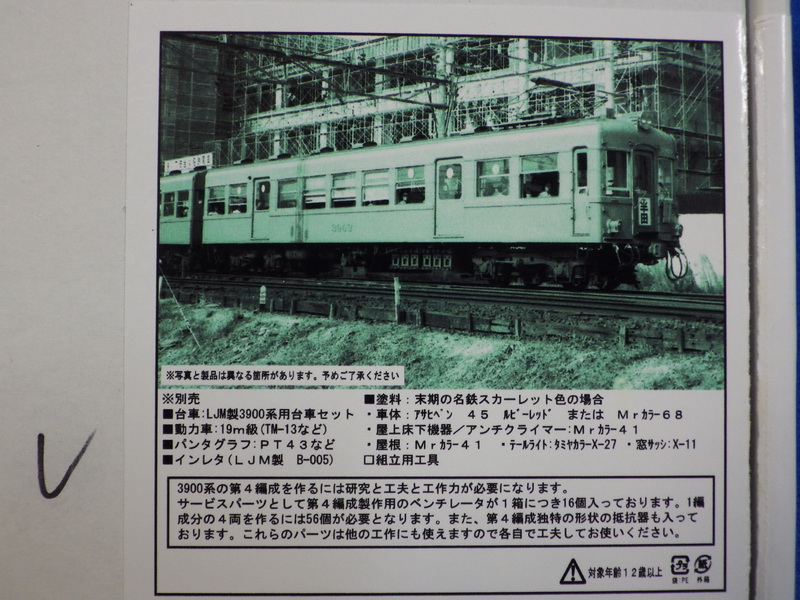 3903
半田
※写真と製品は異なる箇所があります。予めご了承ください
※別売
■台車:LJM製3900系用台車セット
■動力車:19m級(TM-13など)
■パンタグラフ:PT43など
■インレタ(LJM製 B-005)
■塗料:末期の名鉄スカーレット色の場合
・車体:ｱｻﾋﾍﾟﾝ 45 ﾙﾋﾞｰﾚｯﾄﾞ または Mrｶﾗｰ68
・屋上床下機器/アンチクライマー:Mrｶﾗｰ41
・屋根:Mrｶﾗｰ41 ・ﾃｰﾙﾗｲﾄ:ﾀﾐﾔｶﾗｰX-27 ・窓ｻｯｼ:X-11
□組立用工具
3900系の第4編成を作るには研究と工夫と工作力が必要になります。
サービスパーツとして第4編成製作用のベンチレータが1箱につき16個入っております。1編
成分の4両を作るには56個が必要となります。また、第4編成独特の形状の抵抗器も入って
おります。これらのパーツは他の工作にも使えますので各自で工夫してお使いください。
対象年齢12歳以上
プラ
袋:PE
紙
外箱